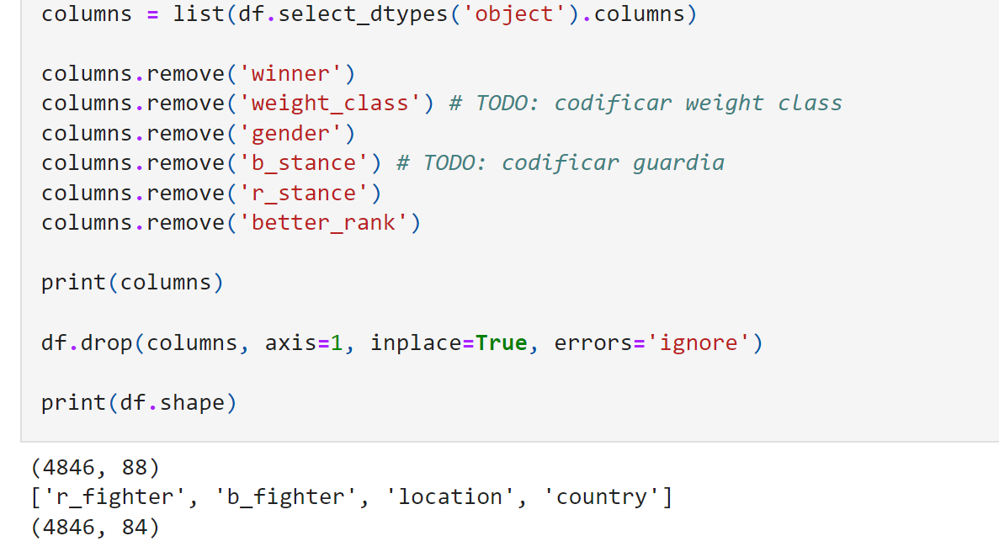 columns = list(df.select_dtypes('object').columns)
columns.remove('winner')
columns.remove('weight_class') # TODO: codificar weight class
columns.remove('gender')
columns.remove('b_stance') # TODO: codificar guardia
columns.remove('r_stance')
columns.remove('better_rank')
print(columns)
df.drop(columns, axis=1, inplace=True, errors='ignore')
print(df.shape)
(4846, 88)
['r_fighter', 'b_fighter', 'location', 'country']
(4846, 84)